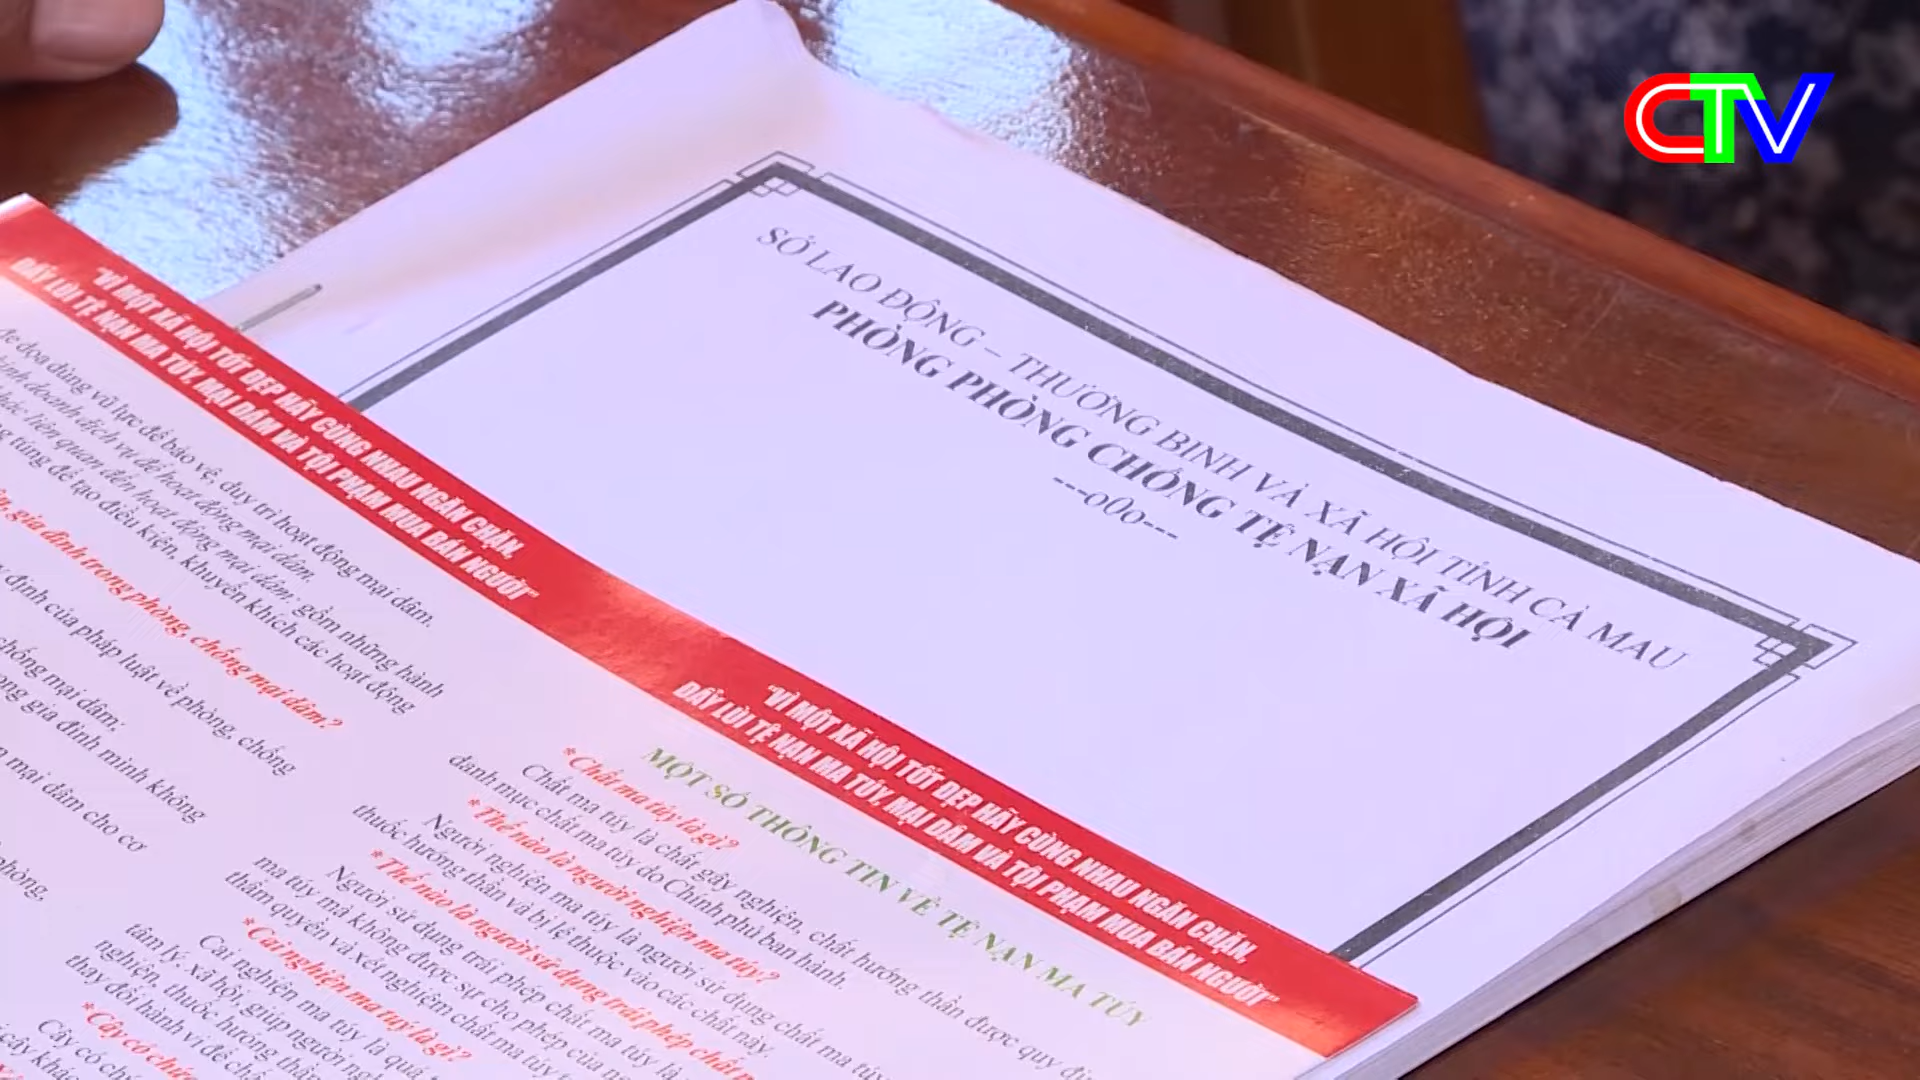 CTV
SỞ LAO ĐỘNG – THƯƠNG BINH VÀ XÃ HỘI TỈNH CÀ MAU
PHÒNG PHÒNG CHỐNG TỆ NẠN XÃ HỘI
---o0o---
"VÌ MỘT XÃ HỘI TỐT ĐẸP HÃY CÙNG NHAU NGĂN CHẶN,
ĐẨY LÙI TỆ NẠN MA TÚY, MẠI DÂM VÀ TỘI PHẠM MUA BÁN NGƯỜI"
đe dọa dùng vũ lực để bảo vệ, duy trì hoạt động mại dâm.
kinh doanh dịch vụ để hoạt động mại dâm: gồm những hành
khác liên quan đến hoạt động mại dâm.
túng để tạo điều kiện, khuyến khích các hoạt động
gia đình trong phòng, chống mại dâm?
định của pháp luật về phòng, chống
chống mại dâm;
gia đình mình không
mại dâm cho cơ
phòng,
"VÌ MỘT XÃ HỘI TỐT ĐẸP HÃY CÙNG NHAU NGĂN CHẶN,
ĐẨY LÙI TỆ NẠN MA TÚY, MẠI DÂM VÀ TỘI PHẠM MUA BÁN NGƯỜI"
MỘT SỐ THÔNG TIN VỀ TỆ NẠN MA TÚY
*Chất ma túy là gì?
Chất ma túy là chất gây nghiện, chất hướng thần được quy
danh mục chất ma túy do Chính phủ ban hành.
*Thế nào là người nghiện ma túy?
Người nghiện ma túy là người sử dụng chất ma túy,
thuốc hướng thần và bị lệ thuộc vào các chất này.
*Thế nào là người sử dụng trái phép chất
Người sử dụng trái phép chất ma túy là
ma túy mà không được sự cho phép của
thẩm quyền và xét nghiệm chất ma túy
*Cai nghiện ma tuý là gì?
Cai nghiện ma túy là quá
tâm lý, xã hội, giúp người
nghiện, thuốc hướng thần
thay đổi hành vi để
*Cây có
Cây có
cây